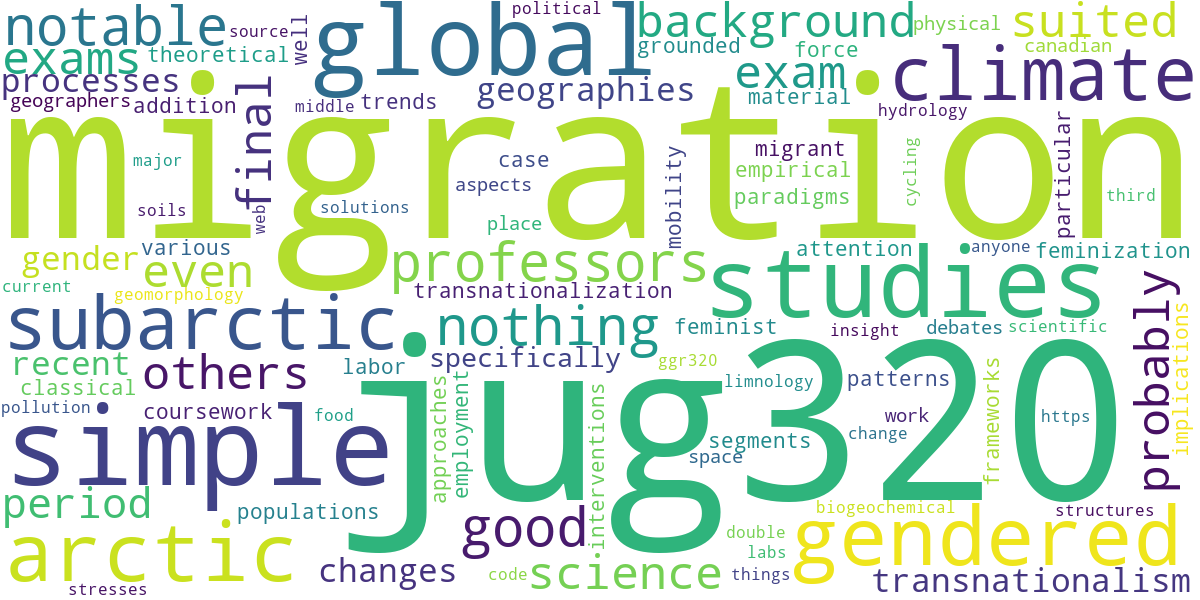 political
notable
source
well
global
background
physical
suited
exams
theoretical
grounded
force
canadian
processes
geographies
exam
climate
geographers
addition
final
middle
trends
material
hydrology
migration
major
case
migrant
mobility
empirical
cycling
particular
aspects
paradigms
third
soils
web
solutions
place
gender
various
even
professors
studies
attention
anyone
feminization
current
geomorphology
transnationalization
subarctic
nothing
feminist
insight
debates
scientific
probably
implications
recent
others
labor
specifically
ggr320
limnology
patterns
frameworks
classical
pollution
coursework
food
jug320
approaches
employment
interventions
segments
space
work
change
https
simple
period
populations
good
biogeochemical
structures
arctic
changes
code
science
double
labs
things
gendered
transnationalism
stresses